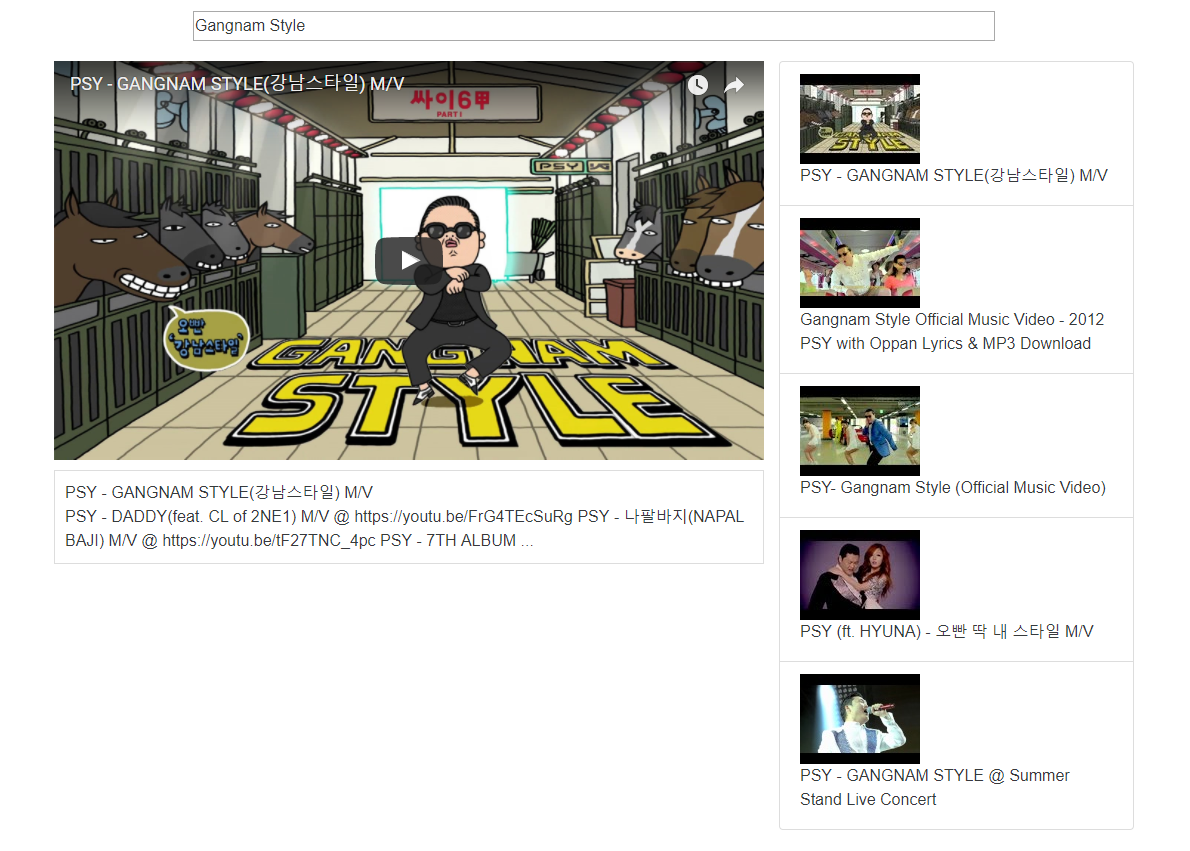 Gangnam Style
PSY - GANGNAM STYLE(강남스타일) M/V
싸이6甲
PART1
PSY
오빤
강남스타일
GANGNAM
STYLE
PSY - GANGNAM STYLE(강남스타일) M/V
PSY - DADDY(feat. CL of 2NE1) M/V @ https://youtu.be/FrG4TEcSuRg PSY - 나팔바지(NAPAL
BAJI) M/V @ https://youtu.be/tF27TNC_4pc PSY - 7TH ALBUM ...
STYLE
PSY - GANGNAM STYLE(강남스타일) M/V
Gangnam Style Official Music Video - 2012
PSY with Oppan Lyrics & MP3 Download
PSY- Gangnam Style (Official Music Video)
PSY (ft. HYUNA) - 오빤 딱 내 스타일 M/V
PSY - GANGNAM STYLE @ Summer
Stand Live Concert